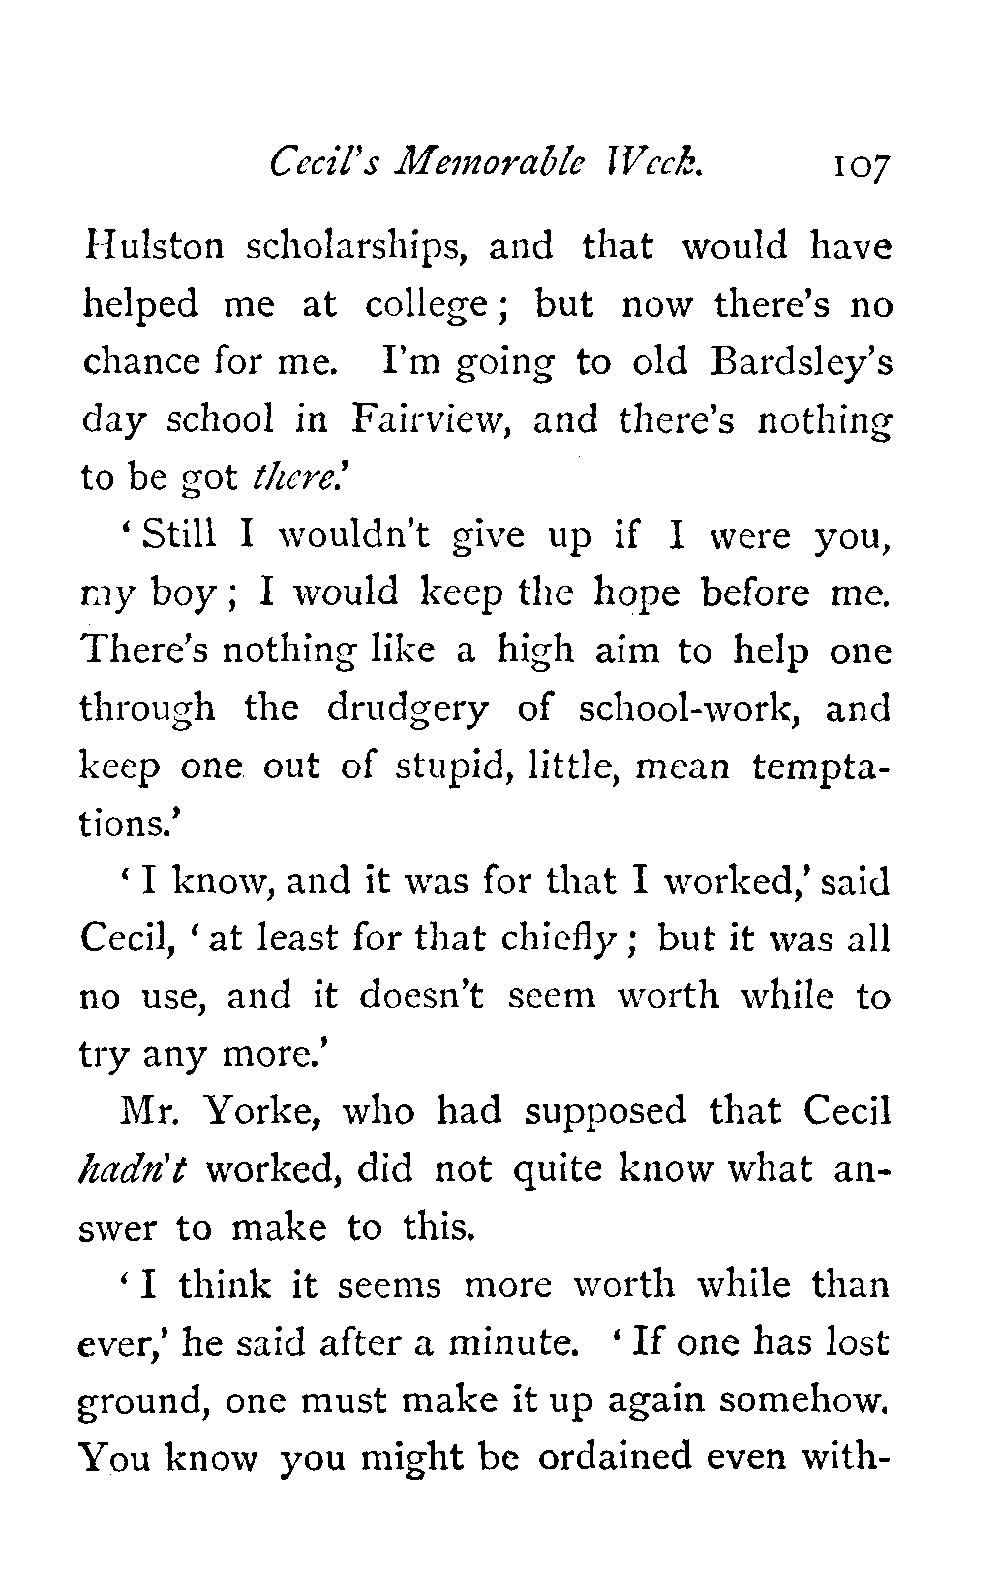 Cecil's Memorable Week. 107
Hulston scholarships, and that would have
helped me at college; but now there's no
chance for me. I'm going to old Bardsley's
day school in Fairview, and there's nothing
to be got there.'
'Still I wouldn't give up if I were you,
my boy; I would keep the hope before me.
There's nothing like a high aim to help one
through the drudgery of school-work, and
keep one out of stupid, little, mean tempta-
tions.'
'I know, and it was for that I worked,' said
Cecil, 'at least for that chiefly; but it was all
no use, and it doesn't seem worth while to
try any more.'
Mr. Yorke, who had supposed that Cecil
hadn't worked, did not quite know what an-
swer to make to this.
'I think it seems more worth while than
ever,' he said after a minute. 'If one has lost
ground, one must make it up again somehow.
You know you might be ordained even with-